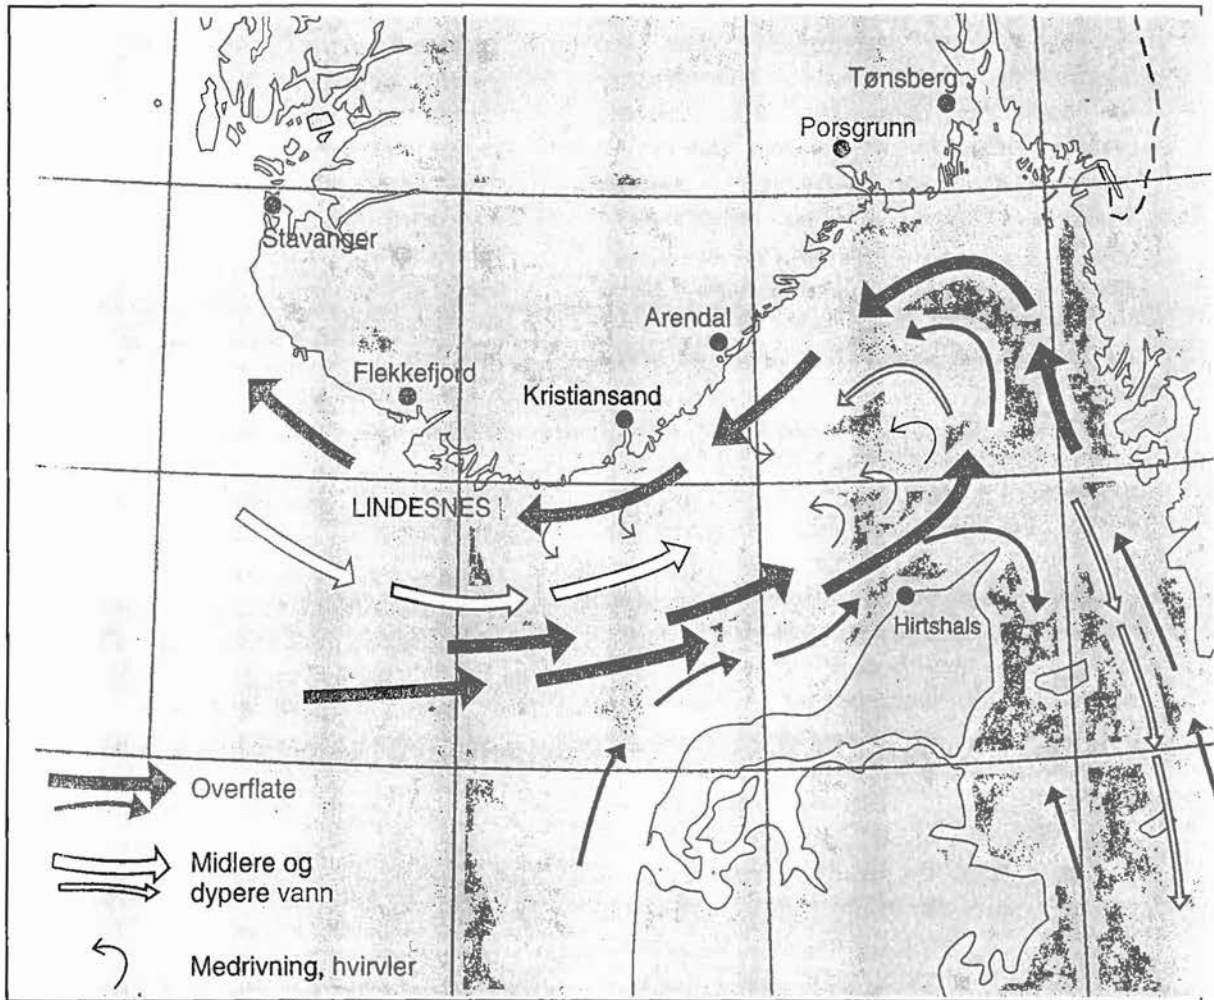 Tønsberg
Porsgrunn
Stavanger
Arendal
Flekkefjord
Kristiansand
LINDESNES
Hirtshals
Overflate
Midlere og
dypere vann
Medrivning, hvirvler